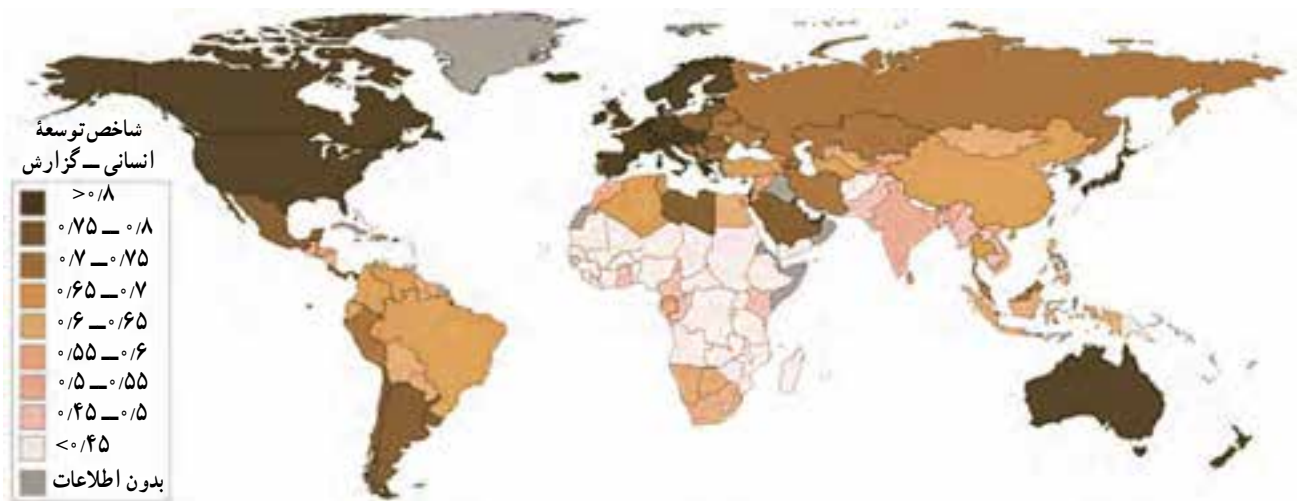 شاخص توسعهٔ
انسانی ــ گزارش
>۰/۸
۰/۷۵ ــ ۰/۸
۰/۷ ــ ۰/۷۵
۰/۶۵ ــ ۰/۷
۰/۶ ــ ۰/۶۵
۰/۵۵ ــ ۰/۶
۰/۵ ــ ۰/۵۵
۰/۴۵ ــ ۰/۵
<۰/۴۵
بدون اطلاعات